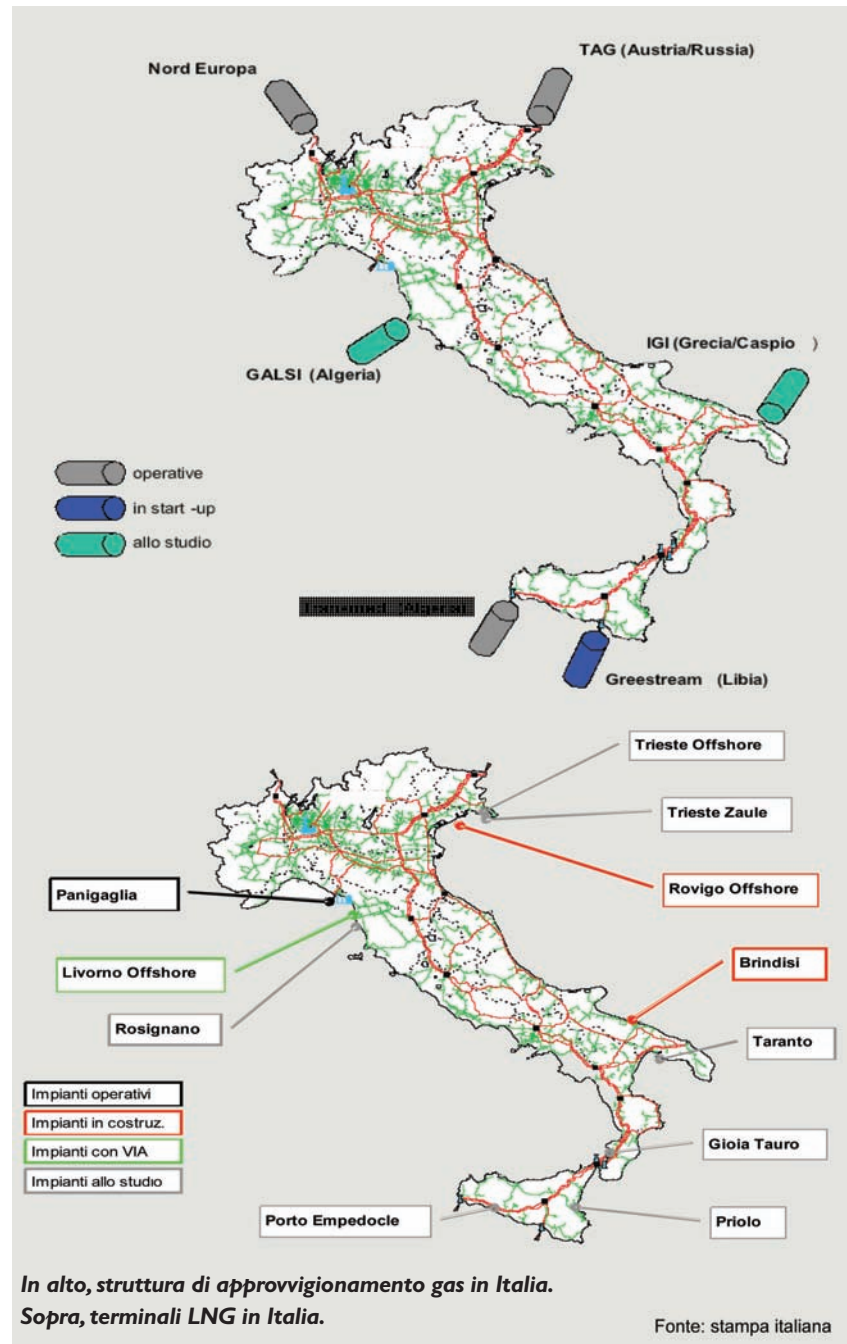 TAG (Austria/Russia)
Nord Europa
IGI (Grecia/Caspio )
GALSI (Algeria)
operative
in start -up
allo studio
Transmed (Algeria)
Greestream (Libia)
Trieste Offshore
Trieste Zaule
Rovigo Offshore
Panigaglia
Livorno Offshore
Brindisi
Rosignano
Taranto
Impianti operativi
Impianti in costruz.
Impianti con VIA
Impianti allo studio
Gioia Tauro
Porto Empedocle
Priolo
In alto, struttura di approvvigionamento gas in Italia.
Sopra, terminali LNG in Italia.
Fonte: stampa italiana